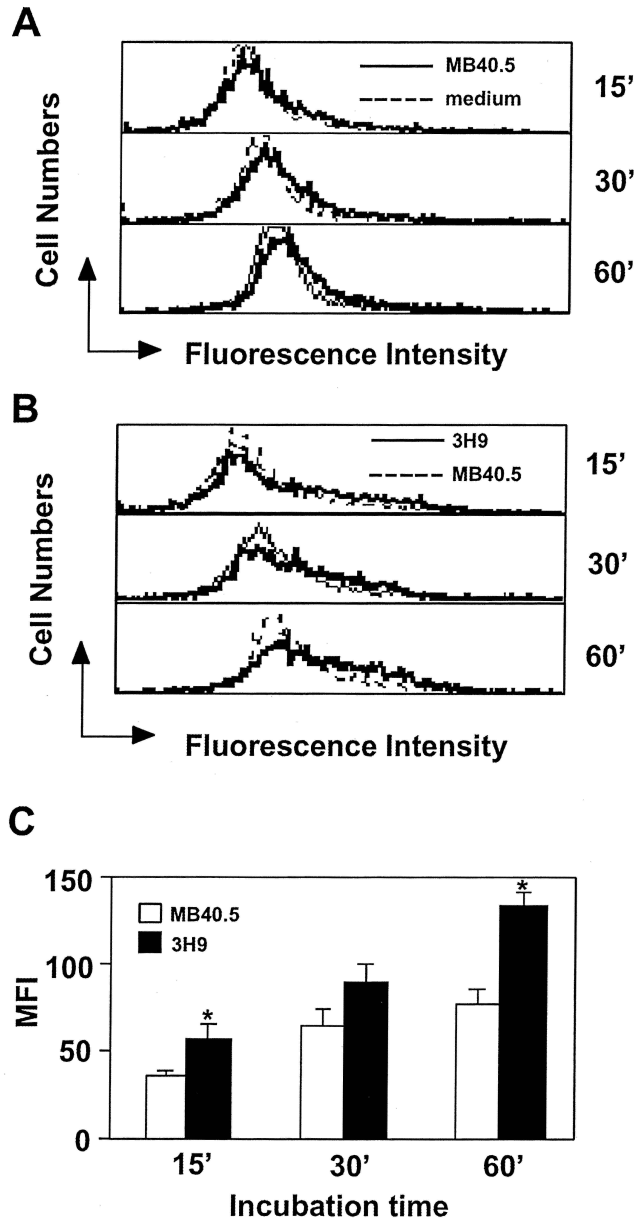 A
MB40.5
medium
15’
30’
60’
Cell Numbers
Fluorescence Intensity
B
3H9
MB40.5
15’
30’
60’
Cell Numbers
Fluorescence Intensity
C
150
100
50
0
MFI
MB40.5
3H9
*
*
15’
30’
60’
Incubation time